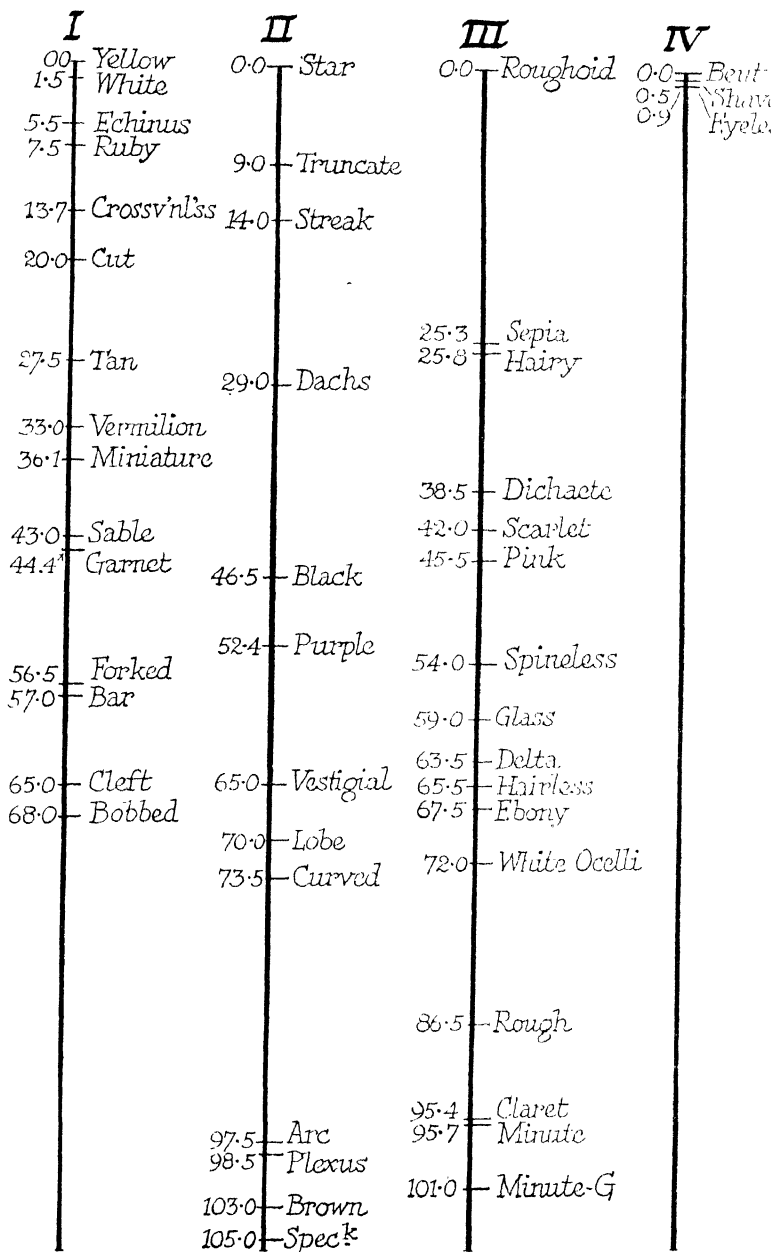 I
00 Yellow
1.5 White
5.5 Echinus
7.5 Ruby
13.7 Crossv'nl'ss
20.0 Cut
27.5 Tan
33.0 Vermilion
36.1 Miniature
43.0 Sable
44.4 Garnet
56.5 Forked
57.0 Bar
65.0 Cleft
68.0 Bobbed
II
0.0 Star
9.0 Truncate
14.0 Streak
29.0 Dachs
46.5 Black
52.4 Purple
65.0 Vestigial
70.0 Lobe
73.5 Curved
97.5 Arc
98.5 Plexus
103.0 Brown
105.0 Speck
III
0.0 Roughoid
25.3 Sepia
25.8 Hairy
38.5 Dichaete
42.0 Scarlet
45.5 Pink
54.0 Spineless
59.0 Glass
63.5 Delta
65.5 Hairless
67.5 Ebony
72.0 White Ocelli
86.5 Rough
95.4 Claret
95.7 Minute
101.0 Minute-G
IV
0.0 Bent
0.5 Shave
0.9 Eyele